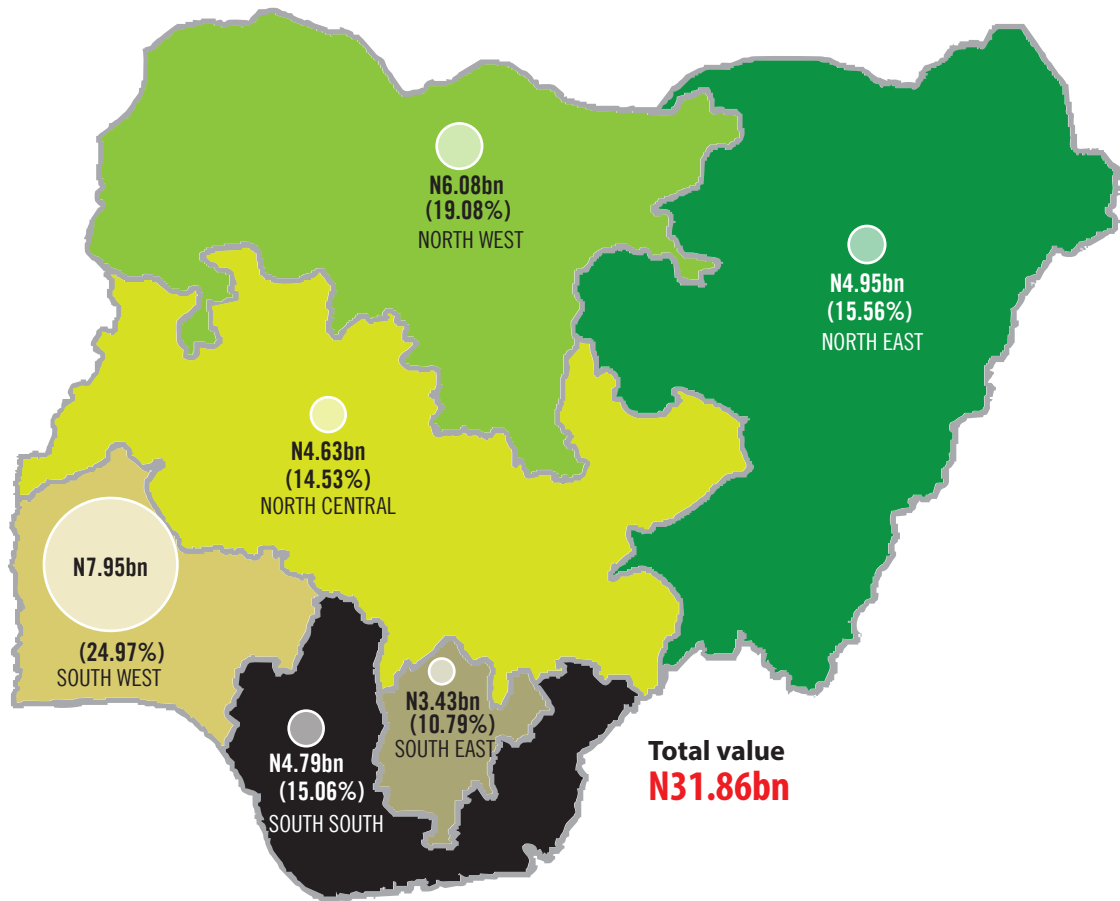 N6.08bn
(19.08%)
NORTH WEST
N4.95bn
(15.56%)
NORTH EAST
N4.63bn
(14.53%)
NORTH CENTRAL
N7.95bn
(24.97%)
SOUTH WEST
N3.43bn
(10.79%)
SOUTH EAST
N4.79bn
(15.06%)
SOUTH SOUTH
Total value
N31.86bn